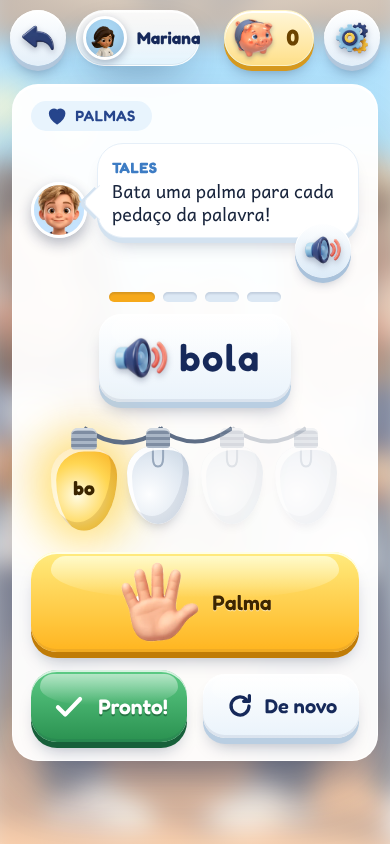 Mariana
0
PALMAS
TALES
Bata uma palma para cada
pedaço da palavra!
bola
bo
Palma
Pronto!
De novo